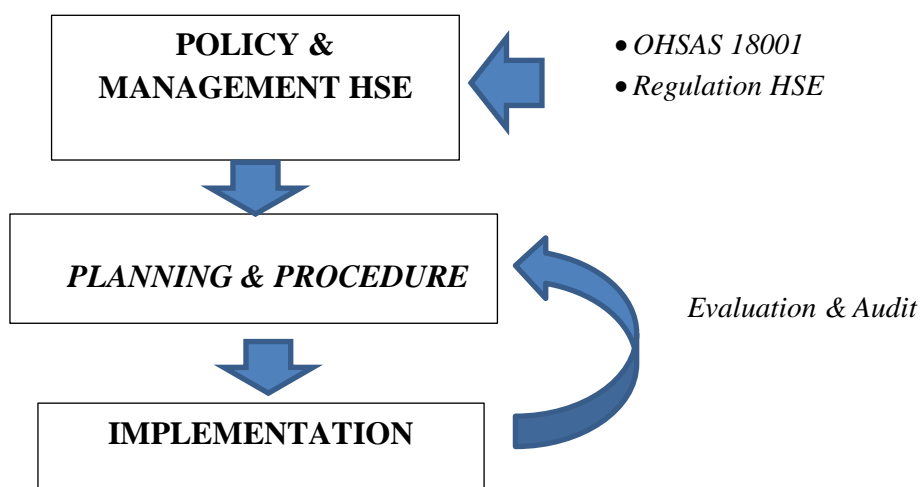 POLICY &
MANAGEMENT HSE
• OHSAS 18001
• Regulation HSE
PLANNING & PROCEDURE
Evaluation & Audit
IMPLEMENTATION